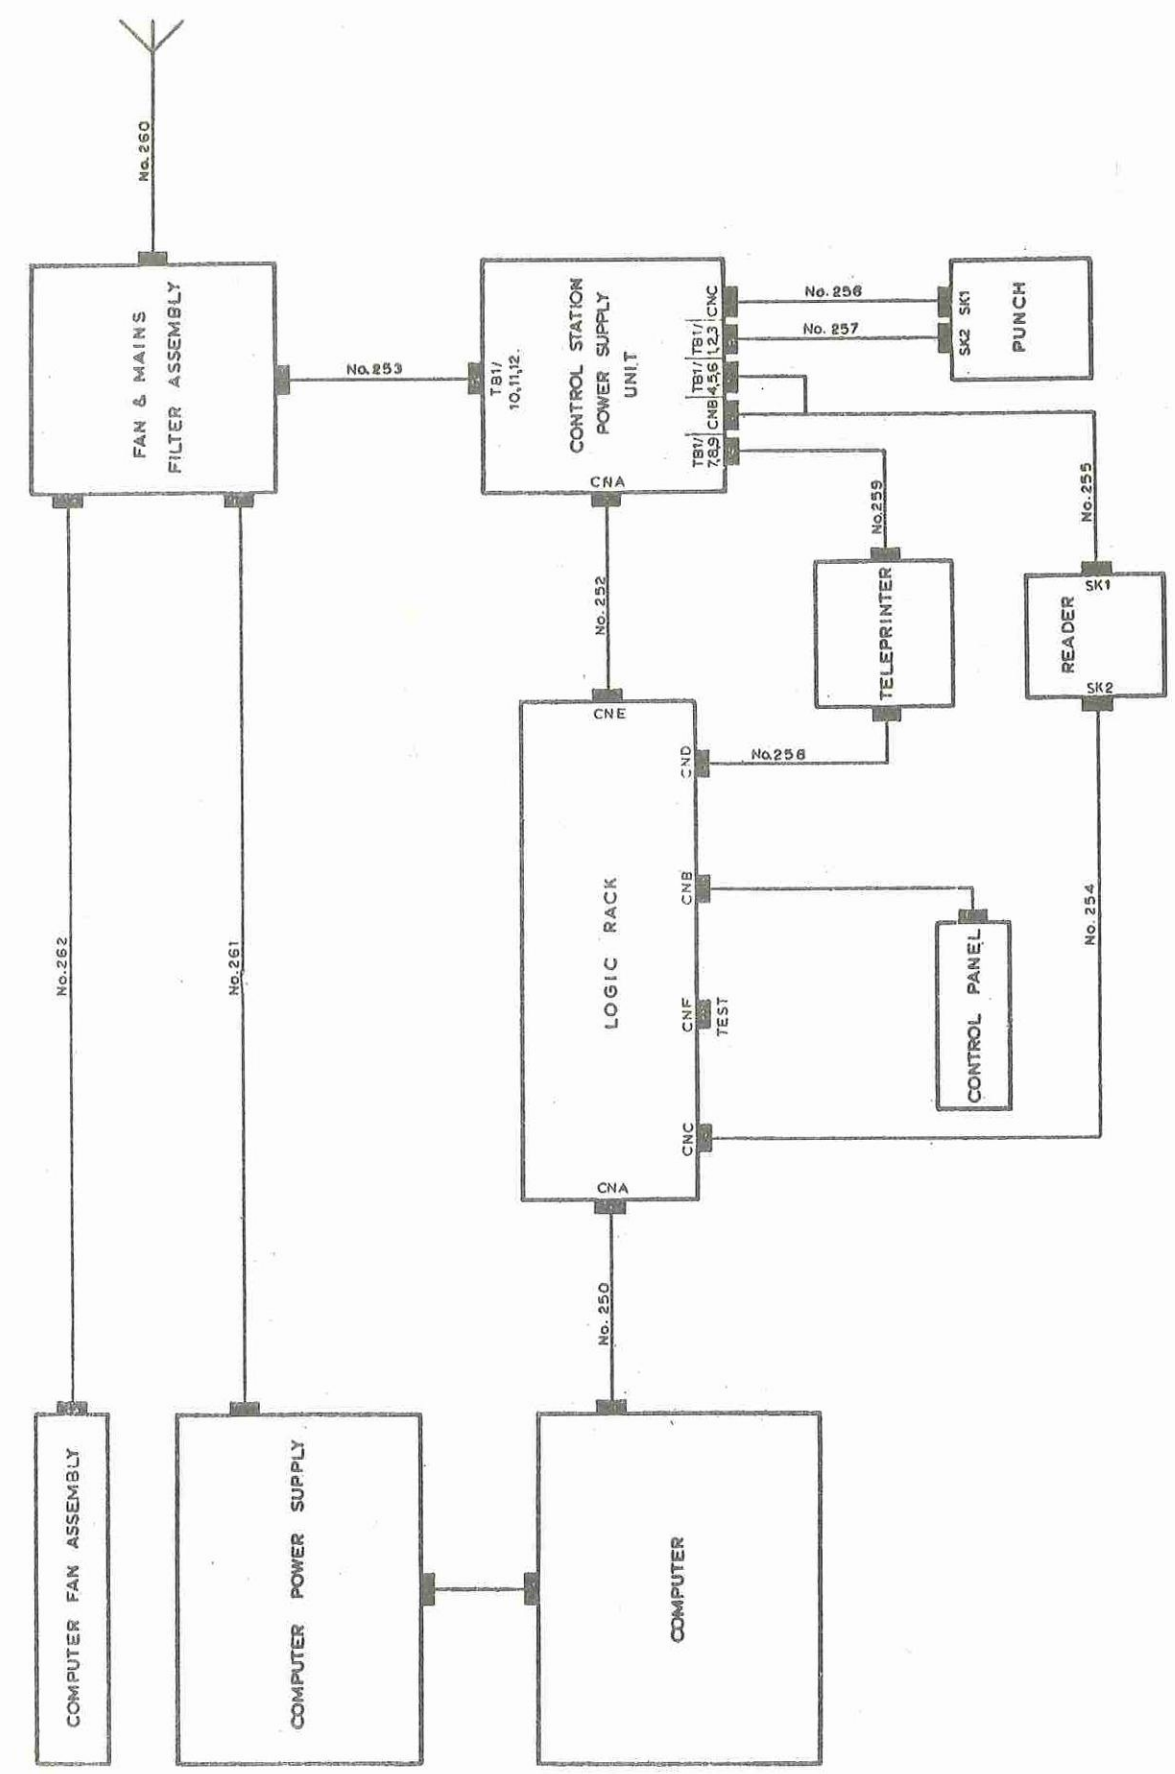 No. 260
FAN & MAINS
FILTER ASSEMBLY
No. 253
TB1/
10,11,12.
CONTROL STATION
POWER SUPPLY
UNIT
CNC
TB1/
1,2,3
TB1/
4,5,6
CNB
TB1/
7,8,9
CNA
No. 256
No. 257
SK1
SK2
PUNCH
No. 259
No. 255
No. 252
TELEPRINTER
SK1
READER
SK2
CNE
CND
No. 258
CNB
LOGIC RACK
CNF
TEST
CNC
CNA
CONTROL PANEL
No. 254
No. 262
No. 261
No. 250
COMPUTER FAN ASSEMBLY
COMPUTER POWER SUPPLY
COMPUTER